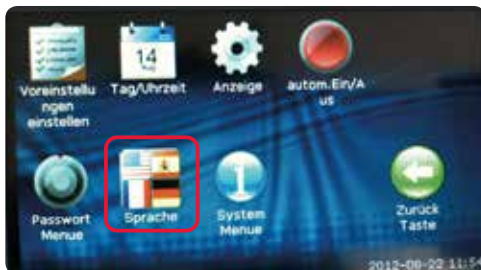 Voreinstellu
ngen
einstellen
14
Tag/Uhrzeit
Anzeige
autom.Ein/A
us
Passwort
Menue
Sprache
System
Menue
Zurück
Taste
2012-08-22 11:54